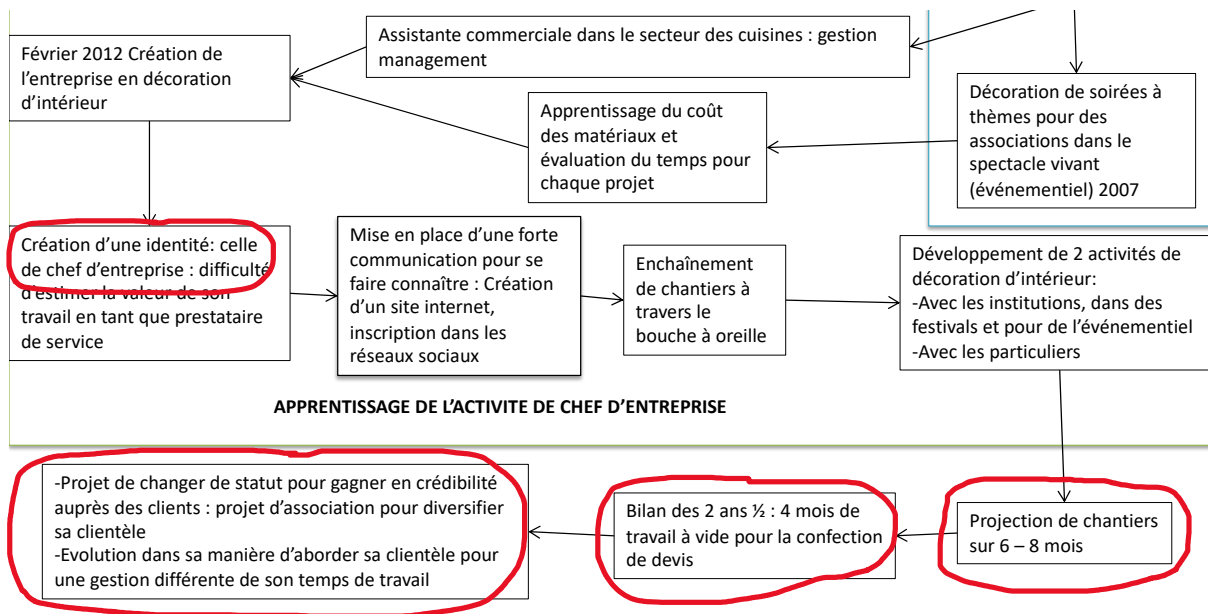 Assistante commerciale dans le secteur des cuisines : gestion
management
Février 2012 Création de
l'entreprise en décoration
d'intérieur
Apprentissage du coût
des matériaux et
évaluation du temps pour
chaque projet
Décoration de soirées à
thèmes pour des
associations dans le
spectacle vivant
(événementiel) 2007
Création d'une identité: celle
de chef d'entreprise : difficulté
d'estimer la valeur de son
travail en tant que prestataire
de service
Mise en place d'une forte
communication pour se
faire connaître : Création
d'un site internet,
inscription dans les
réseaux sociaux
Enchaînement
de chantiers à
travers le
bouche à oreille
Développement de 2 activités de
décoration d'intérieur:
-Avec les institutions, dans des
festivals et pour de l'événementiel
-Avec les particuliers
APPRENTISSAGE DE L'ACTIVITE DE CHEF D'ENTREPRISE
-Projet de changer de statut pour gagner en crédibilité
auprès des clients : projet d'association pour diversifier
sa clientèle
-Evolution dans sa manière d'aborder sa clientèle pour
une gestion différente de son temps de travail
Bilan des 2 ans ½ : 4 mois de
travail à vide pour la confection
de devis
Projection de chantiers
sur 6 – 8 mois